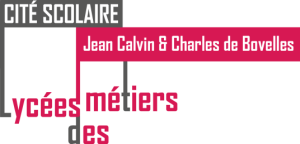 CITÉ SCOLAIRE
Jean Calvin & Charles de Bovelles
Lycées métiers
des